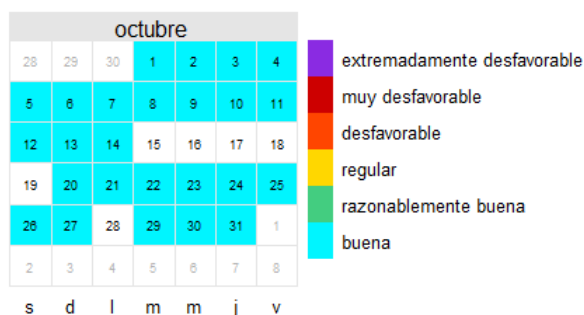 octubre
28 29 30 1 2 3 4
5 6 7 8 9 10 11
12 13 14 15 16 17 18
19 20 21 22 23 24 25
26 27 28 29 30 31 1
2 3 4 5 6 7 8
s d l m m j v
extremadamente desfavorable
muy desfavorable
desfavorable
regular
razonablemente buena
buena